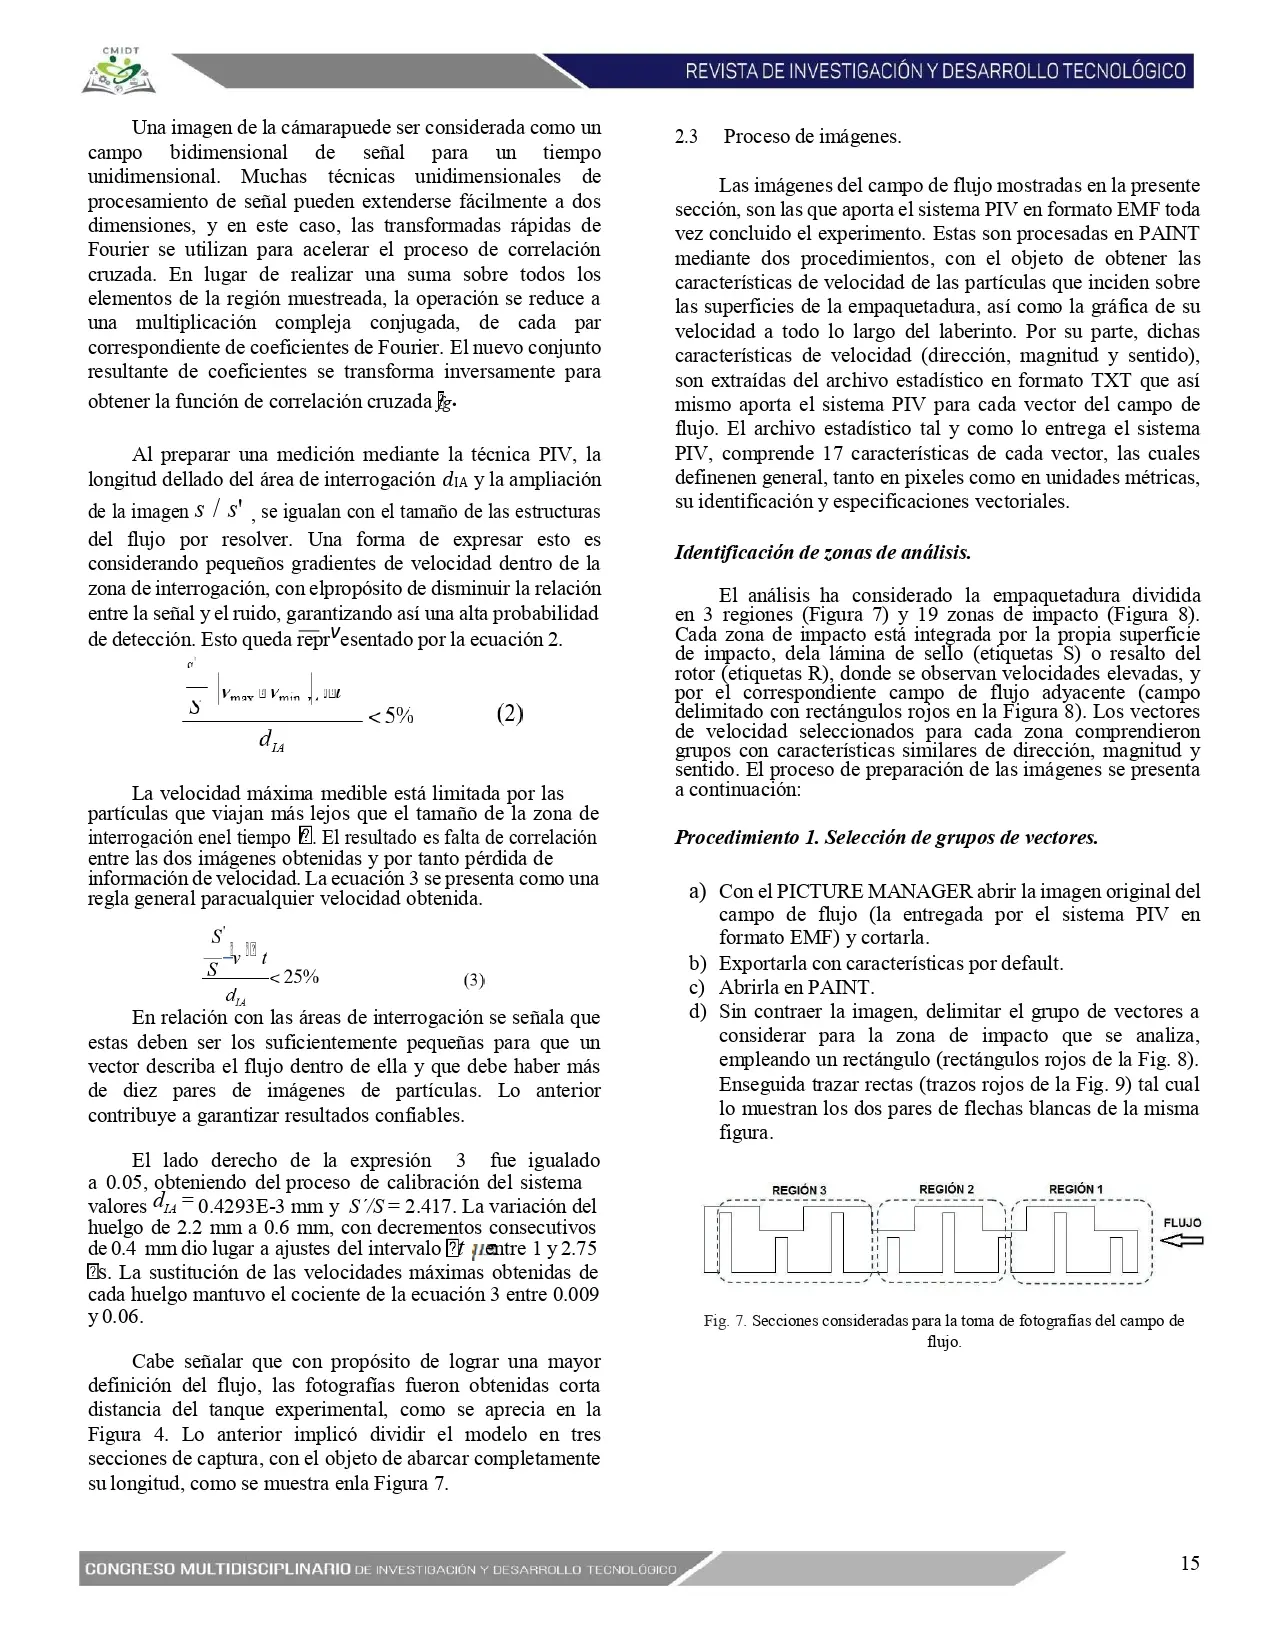 CMIDT
REVISTA DE INVESTIGACIÓN Y DESARROLLO TECNOLÓGICO
Una imagen de la cámarapuede ser considerada como un
campo bidimensional de señal para un tiempo
unidimensional. Muchas técnicas unidimensionales de
procesamiento de señal pueden extenderse fácilmente a dos
dimensiones, y en este caso, las transformadas rápidas de
Fourier se utilizan para acelerar el proceso de correlación
cruzada. En lugar de realizar una suma sobre todos los
elementos de la región muestreada, la operación se reduce a
una multiplicación compleja conjugada, de cada par
correspondiente de coeficientes de Fourier. El nuevo conjunto
resultante de coeficientes se transforma inversamente para
obtener la función de correlación cruzada fg.
Al preparar una medición mediante la técnica PIV, la
longitud dellado del área de interrogación dIA y la ampliación
de la imagen s / s' , se igualan con el tamaño de las estructuras
del flujo por resolver. Una forma de expresar esto es
considerando pequeños gradientes de velocidad dentro de la
zona de interrogación, con elpropósito de disminuir la relación
entre la señal y el ruido, garantizando así una alta probabilidad
de detección. Esto queda representado por la ecuación 2.
S |vmax vmin| t
< 5% (2)
dIA
La velocidad máxima medible está limitada por las
partículas que viajan más lejos que el tamaño de la zona de
interrogación enel tiempo . El resultado es falta de correlación
entre las dos imágenes obtenidas y por tanto pérdida de
información de velocidad. La ecuación 3 se presenta como una
regla general paracualquier velocidad obtenida.
S'
S v t
< 25% (3)
dIA
En relación con las áreas de interrogación se señala que
estas deben ser los suficientemente pequeñas para que un
vector describa el flujo dentro de ella y que debe haber más
de diez pares de imágenes de partículas. Lo anterior
contribuye a garantizar resultados confiables.
El lado derecho de la expresión 3 fue igualado
a 0.05, obteniendo del proceso de calibración del sistema
valores dIA = 0.4293E-3 mm y S´/S = 2.417. La variación del
huelgo de 2.2 mm a 0.6 mm, con decrementos consecutivos
de 0.4 mm dio lugar a ajustes del intervalo t entre 1 y 2.75
s. La sustitución de las velocidades máximas obtenidas de
cada huelgo mantuvo el cociente de la ecuación 3 entre 0.009
y 0.06.
Cabe señalar que con propósito de lograr una mayor
definición del flujo, las fotografías fueron obtenidas corta
distancia del tanque experimental, como se aprecia en la
Figura 4. Lo anterior implicó dividir el modelo en tres
secciones de captura, con el objeto de abarcar completamente
su longitud, como se muestra enla Figura 7.
2.3 Proceso de imágenes.
Las imágenes del campo de flujo mostradas en la presente
sección, son las que aporta el sistema PIV en formato EMF toda
vez concluido el experimento. Estas son procesadas en PAINT
mediante dos procedimientos, con el objeto de obtener las
características de velocidad de las partículas que inciden sobre
las superficies de la empaquetadura, así como la gráfica de su
velocidad a todo lo largo del laberinto. Por su parte, dichas
características de velocidad (dirección, magnitud y sentido),
son extraídas del archivo estadístico en formato TXT que así
mismo aporta el sistema PIV para cada vector del campo de
flujo. El archivo estadístico tal y como lo entrega el sistema
PIV, comprende 17 características de cada vector, las cuales
definenen general, tanto en pixeles como en unidades métricas,
su identificación y especificaciones vectoriales.
Identificación de zonas de análisis.
El análisis ha considerado la empaquetadura dividida
en 3 regiones (Figura 7) y 19 zonas de impacto (Figura 8).
Cada zona de impacto está integrada por la propia superficie
de impacto, dela lámina de sello (etiquetas S) o resalto del
rotor (etiquetas R), donde se observan velocidades elevadas, y
por el correspondiente campo de flujo adyacente (campo
delimitado con rectángulos rojos en la Figura 8). Los vectores
de velocidad seleccionados para cada zona comprendieron
grupos con características similares de dirección, magnitud y
sentido. El proceso de preparación de las imágenes se presenta
a continuación:
Procedimiento 1. Selección de grupos de vectores.
a) Con el PICTURE MANAGER abrir la imagen original del
campo de flujo (la entregada por el sistema PIV en
formato EMF) y cortarla.
b) Exportarla con características por default.
c) Abrirla en PAINT.
d) Sin contraer la imagen, delimitar el grupo de vectores a
considerar para la zona de impacto que se analiza,
empleando un rectángulo (rectángulos rojos de la Fig. 8).
Enseguida trazar rectas (trazos rojos de la Fig. 9) tal cual
lo muestran los dos pares de flechas blancas de la misma
figura.
REGIÓN 3 REGIÓN 2 REGIÓN 1
FLUJO
Fig. 7. Secciones consideradas para la toma de fotografías del campo de
flujo.
CONGRESO MULTIDISCIPLINARIO DE INVESTIGACIÓN Y DESARROLLO TECNOLÓGICO
15